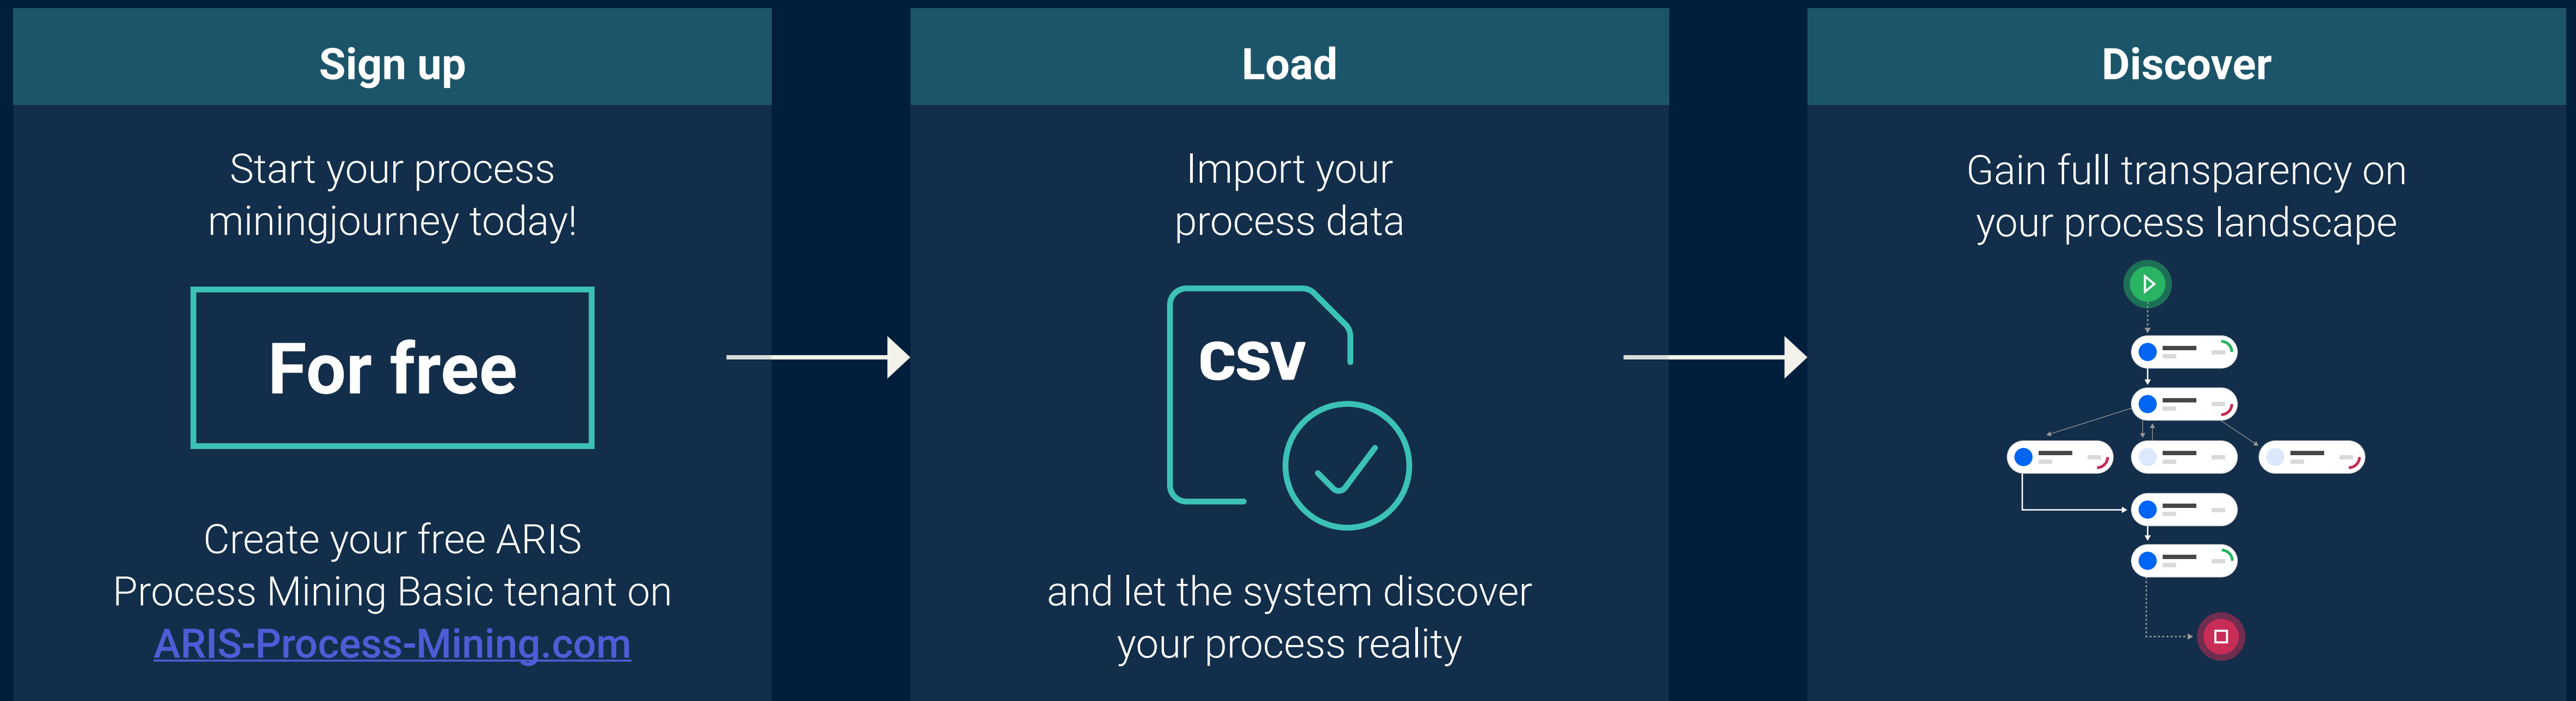 Sign up
Start your process
miningjourney today!
For free
Create your free ARIS
Process Mining Basic tenant on
ARIS-Process-Mining.com
Load
Import your
process data
CSV
and let the system discover
your process reality
Discover
Gain full transparency on
your process landscape